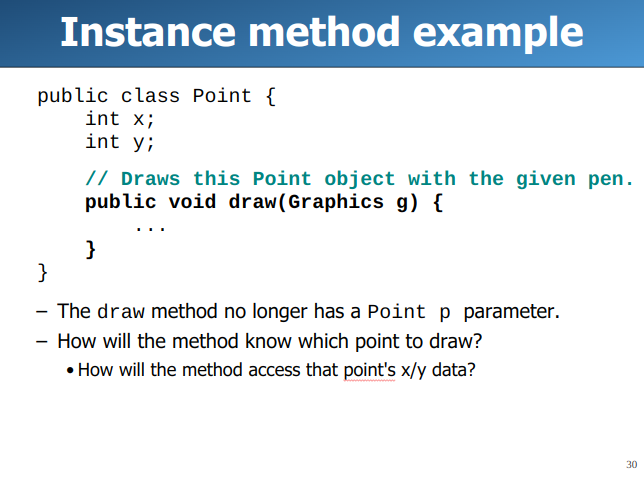 Instance method example
public class Point {
    int x;
    int y;
    // Draws this Point object with the given pen.
    public void draw(Graphics g) {
        ...
    }
}
– The draw method no longer has a Point p parameter.
– How will the method know which point to draw?
• How will the method access that point's x/y data?
30